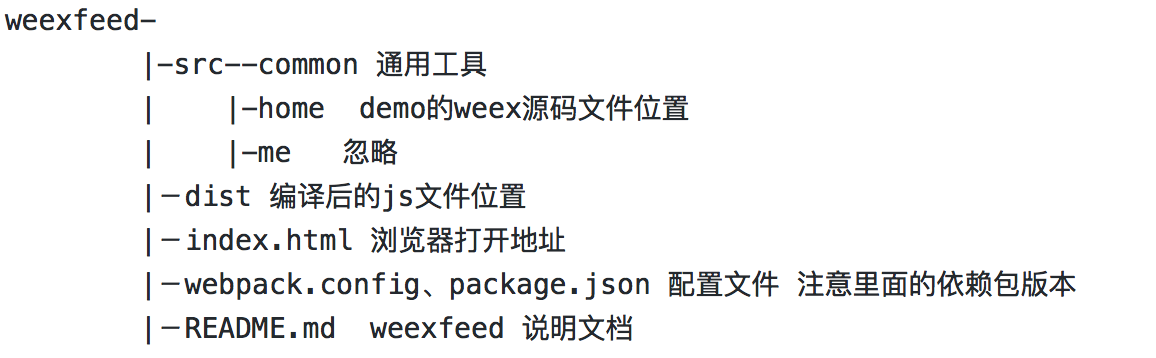 weexfeed-
|-src--common 通用工具
|    |-home  demo的weex源码文件位置
|    |-me   忽略
|－dist 编译后的js文件位置
|－index.html 浏览器打开地址
|－webpack.config、package.json 配置文件 注意里面的依赖包版本
|－README.md  weexfeed 说明文档